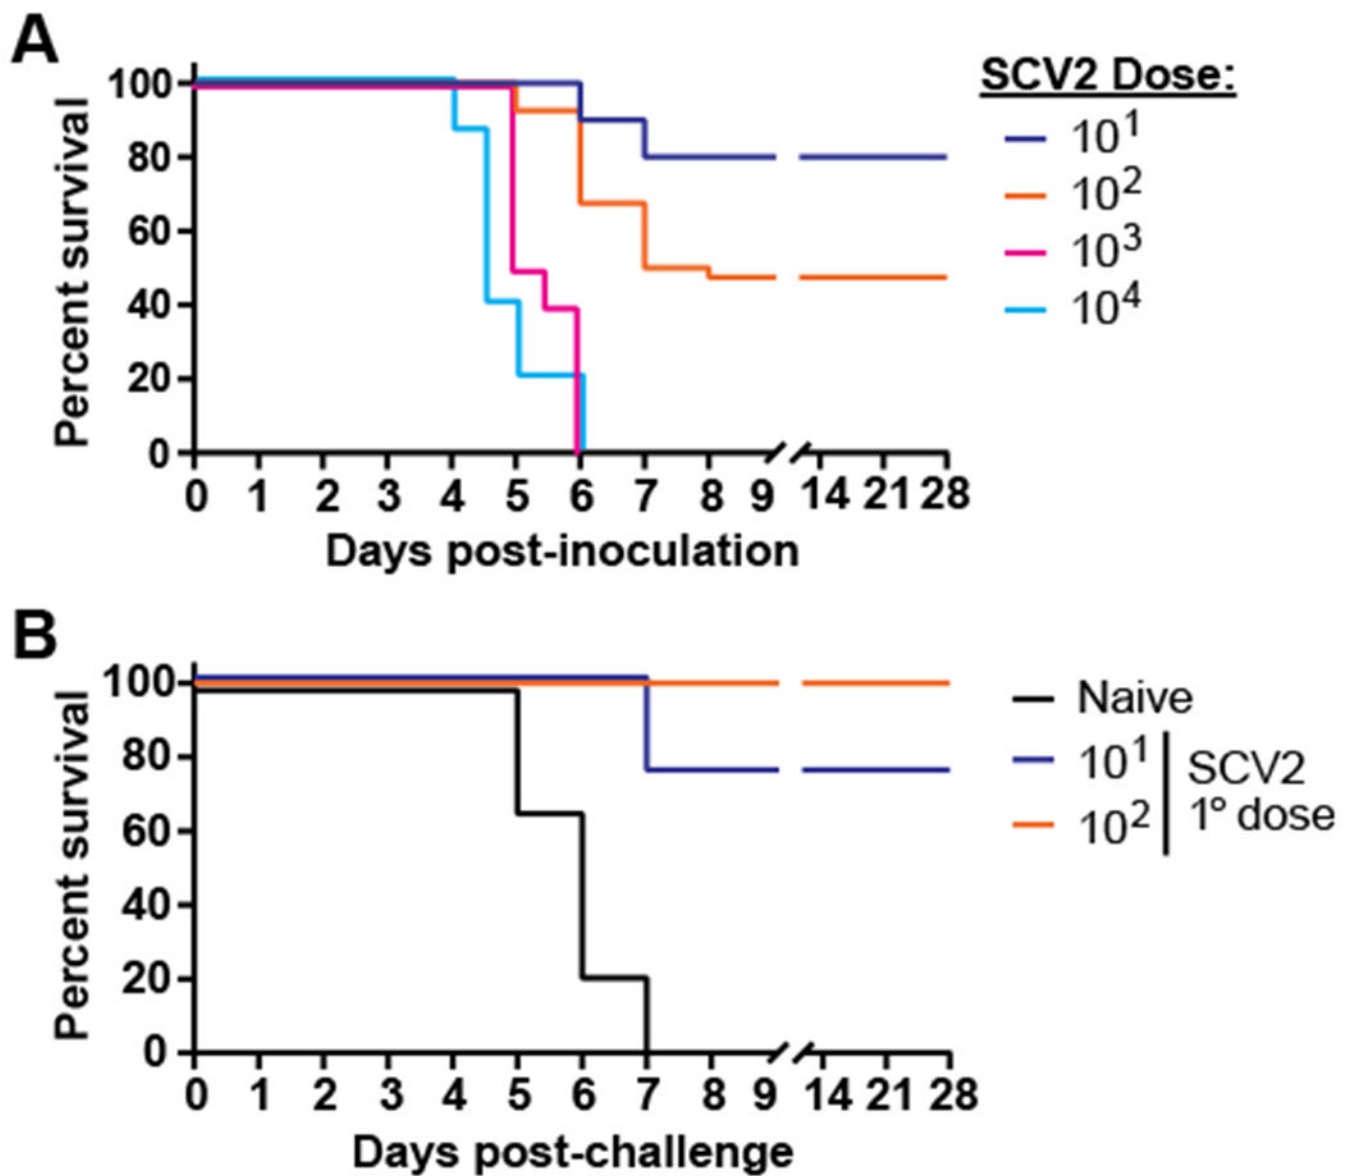 A
Percent survival
100
80
60
40
20
0
0 1 2 3 4 5 6 7 8 9 14 21 28
Days post-inoculation
SCV2 Dose:
10¹
10²
10³
10⁴
B
Percent survival
100
80
60
40
20
0
0 1 2 3 4 5 6 7 8 9 14 21 28
Days post-challenge
Naive
10¹
10²
SCV2
1° dose